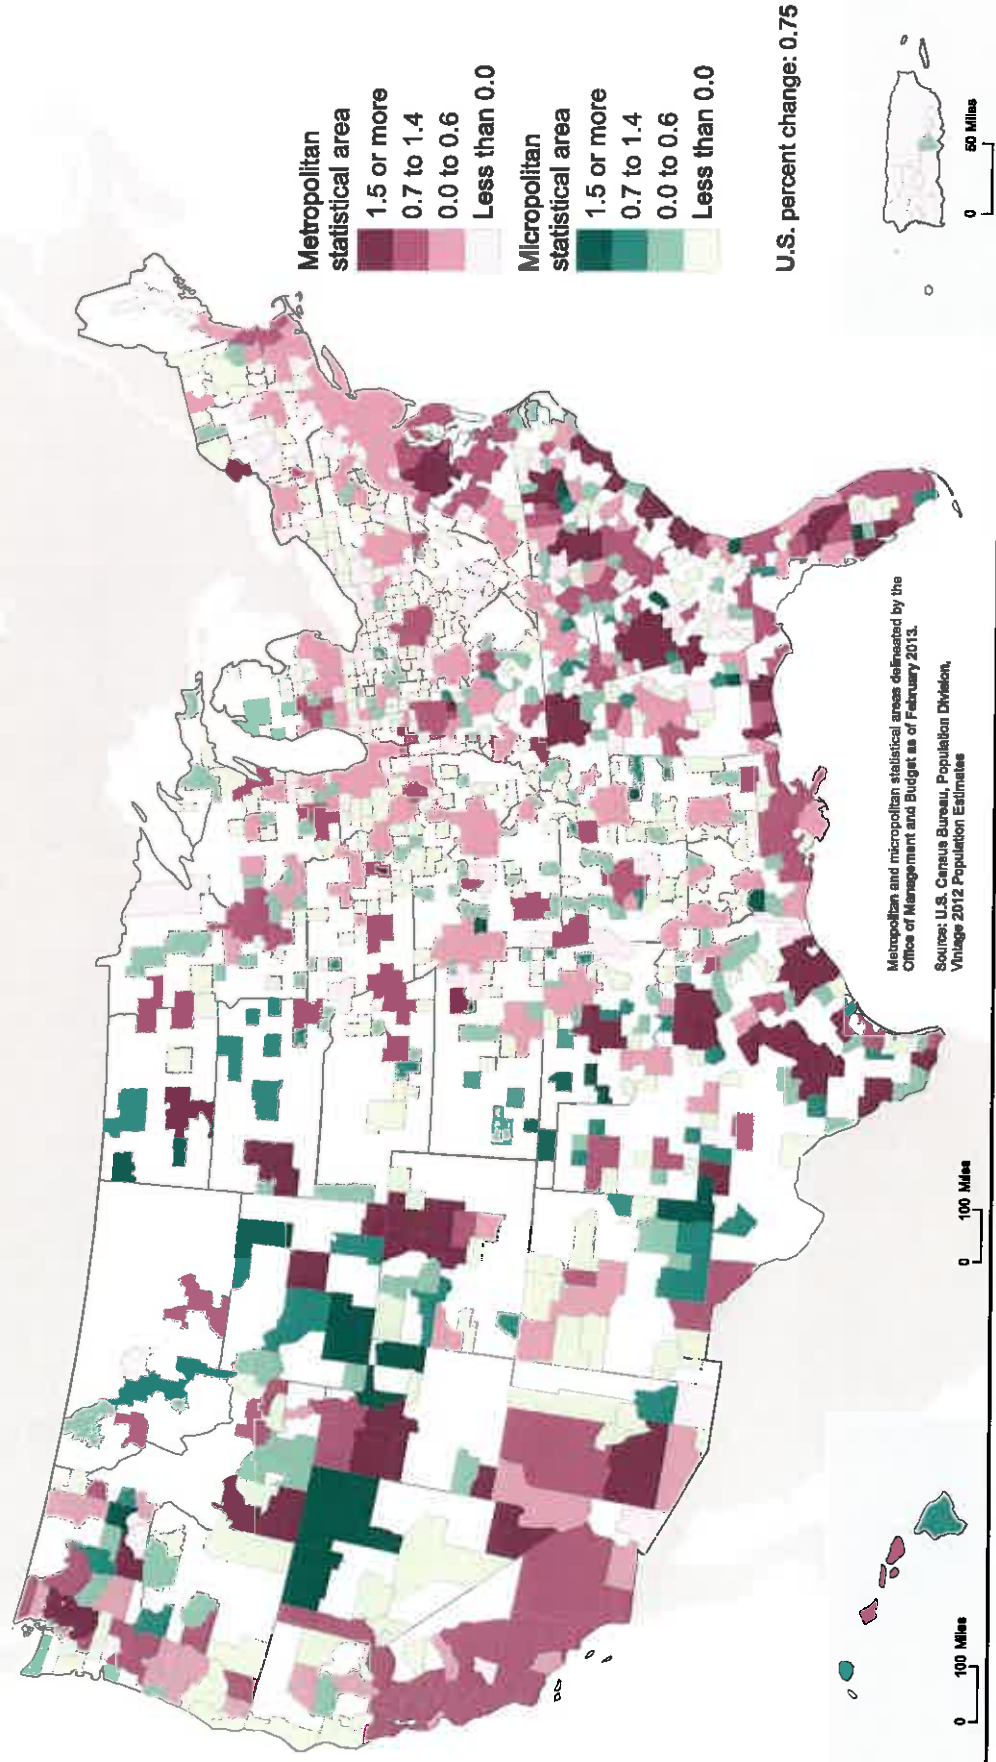 Metropolitan
statistical area
1.5 or more
0.7 to 1.4
0.0 to 0.6
Less than 0.0
Micropolitan
statistical area
1.5 or more
0.7 to 1.4
0.0 to 0.6
Less than 0.0
U.S. percent change: 0.75
Metropolitan and micropolitan statistical areas delineated by the
Office of Management and Budget as of February 2013.
Source: U.S. Census Bureau, Population Division,
Vintage 2012 Population Estimates
0 100 Miles
0 100 Miles
0 50 Miles